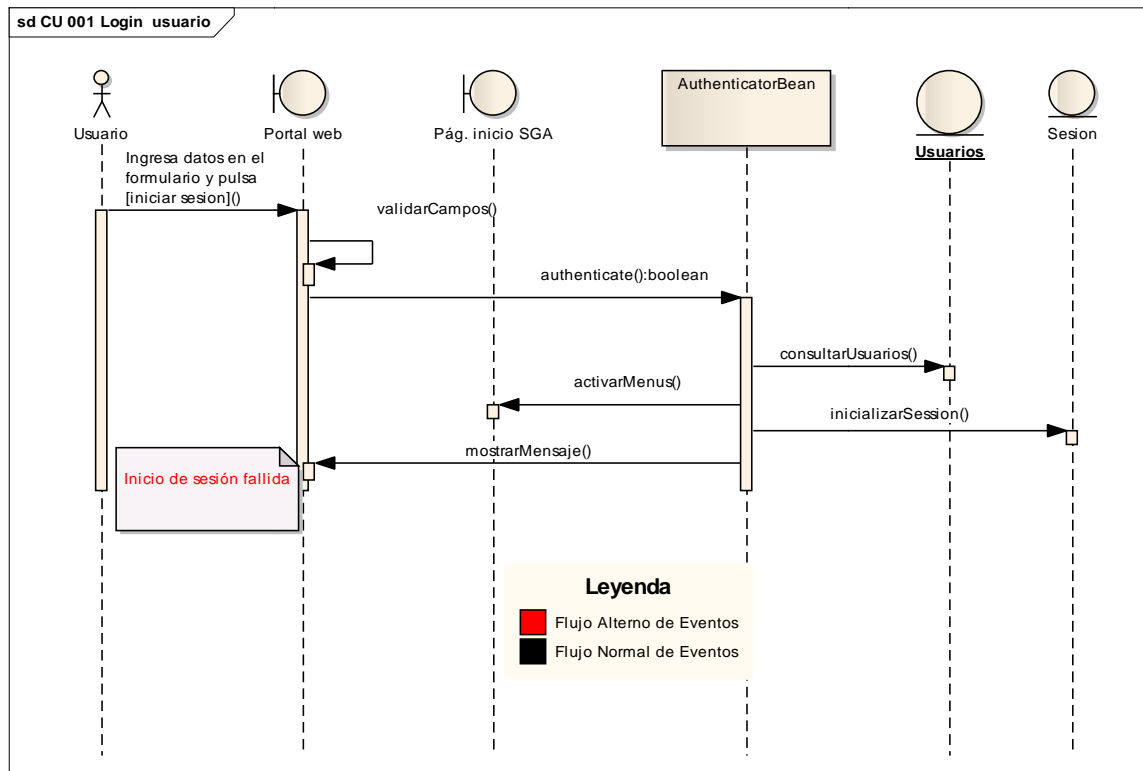 sd CU 001 Login  usuario
Usuario
Portal web
Pág. inicio SGA
AuthenticatorBean
Usuarios
Sesion
Ingresa datos en el
formulario y pulsa
[iniciar sesion]()
validarCampos()
authenticate():boolean
consultarUsuarios()
activarMenus()
inicializarSession()
mostrarMensaje()
Inicio de sesión fallida
Leyenda
Flujo Alterno de Eventos
Flujo Normal de Eventos